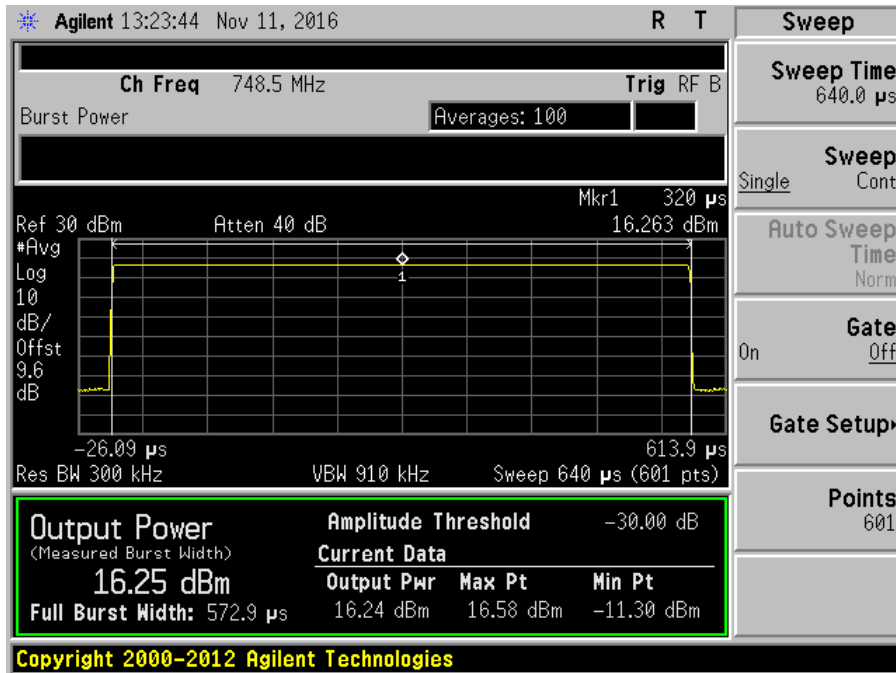 Agilent 13:23:44 Nov 11, 2016 R T
Ch Freq 748.5 MHz Trig RF B
Burst Power Averages: 100
Mkr1 320 µs
Ref 30 dBm Atten 40 dB 16.263 dBm
#Avg
Log
10
dB/
Offst
9.6
dB
1
-26.09 µs 613.9 µs
Res BW 300 kHz VBW 910 kHz Sweep 640 µs (601 pts)
Output Power
(Measured Burst Width)
16.25 dBm
Full Burst Width: 572.9 µs
Amplitude Threshold -30.00 dB
Current Data
Output Pwr Max Pt Min Pt
16.24 dBm 16.58 dBm -11.30 dBm
Copyright 2000-2012 Agilent Technologies
Sweep
Sweep Time
640.0 µs
Sweep
Single Cont
Auto Sweep
Time
Norm
Gate
On Off
Gate Setup
Points
601